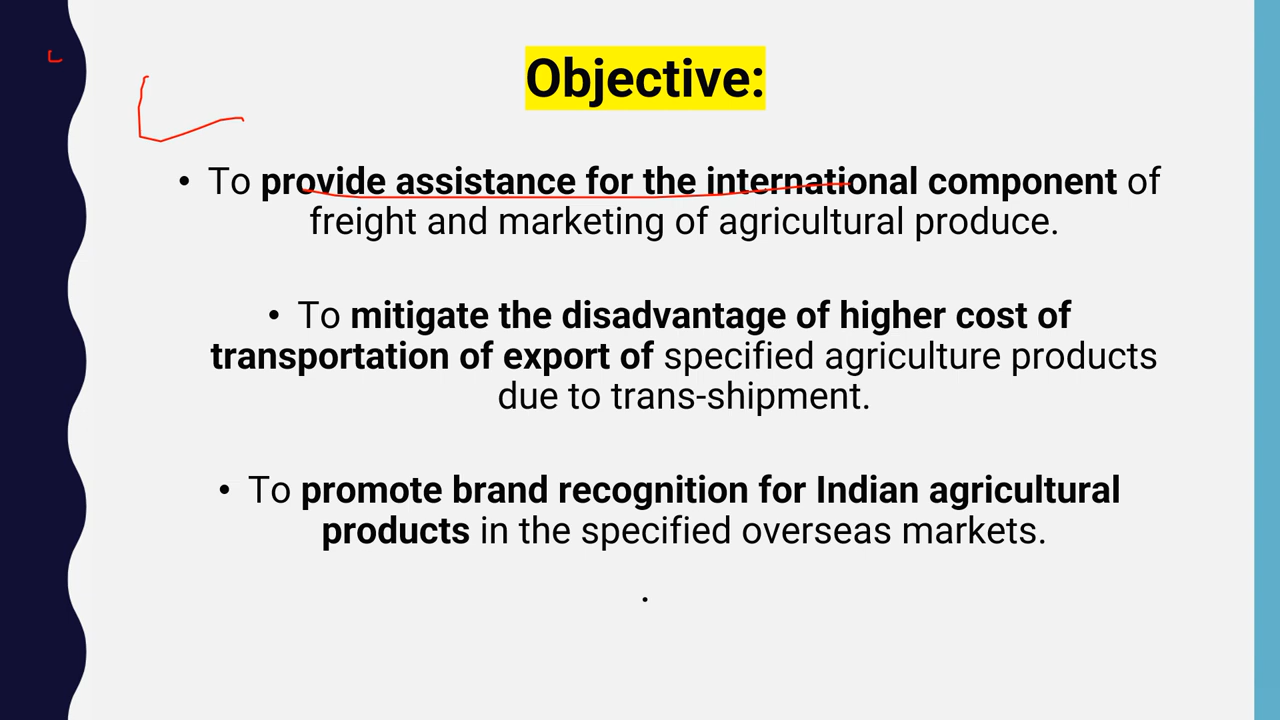 Objective:
• To provide assistance for the international component of
freight and marketing of agricultural produce.
• To mitigate the disadvantage of higher cost of
transportation of export of specified agriculture products
due to trans-shipment.
• To promote brand recognition for Indian agricultural
products in the specified overseas markets.
.